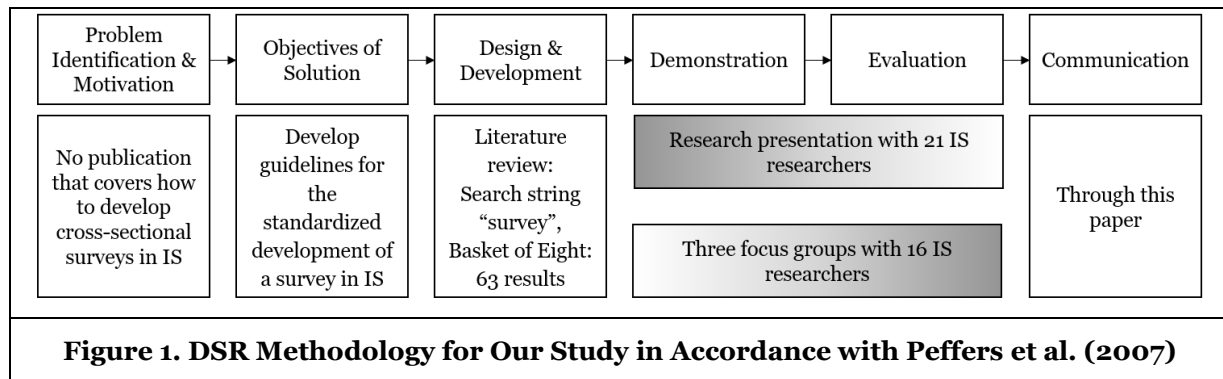 Problem
Identification &
Motivation
Objectives of
Solution
Design &
Development
Demonstration
Evaluation
Communication
No publication
that covers how
to develop
cross-sectional
surveys in IS
Develop
guidelines for
the
standardized
development of
a survey in IS
Literature
review:
Search string
“survey”,
Basket of Eight:
63 results
Research presentation with 21 IS
researchers
Three focus groups with 16 IS
researchers
Through this
paper
Figure 1. DSR Methodology for Our Study in Accordance with Peffers et al. (2007)